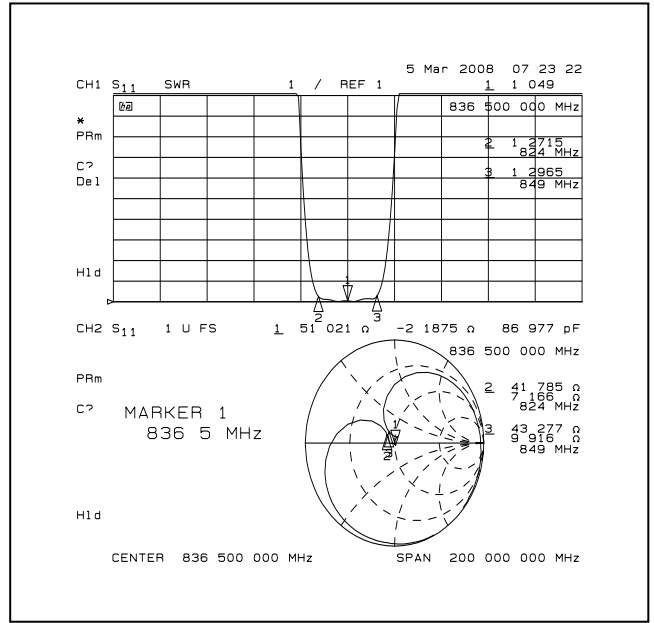 5 Mar 2008 07 23 22
CH1 S11 SWR 1 / REF 1 1 1 049
hp 836 500 000 MHz
*
PRm
2 1 2715
824 MHz
C?
3 1 2965
Del
849 MHz
Hld
1
2 3
CH2 S11 1 U FS 1 51 021 Ω -2 1875 Ω 86 977 pF
836 500 000 MHz
PRm
2 41 785 Ω
7 166 Ω
824 MHz
C?
MARKER 1
836 5 MHz
3 43 277 Ω
9 916 Ω
849 MHz
1
2
Hld
CENTER 836 500 000 MHz SPAN 200 000 000 MHz